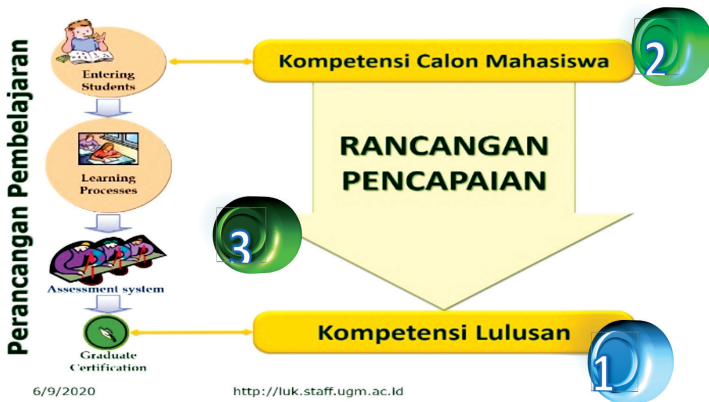 Perancangan Pembelajaran
Entering
Students
Kompetensi Calon Mahasiswa
2
Learning
Processes
RANCANGAN
PENCAPAIAN
3
Assessment system
Kompetensi Lulusan
1
Graduate
Certification
6/9/2020
http://luk.staff.ugm.ac.id